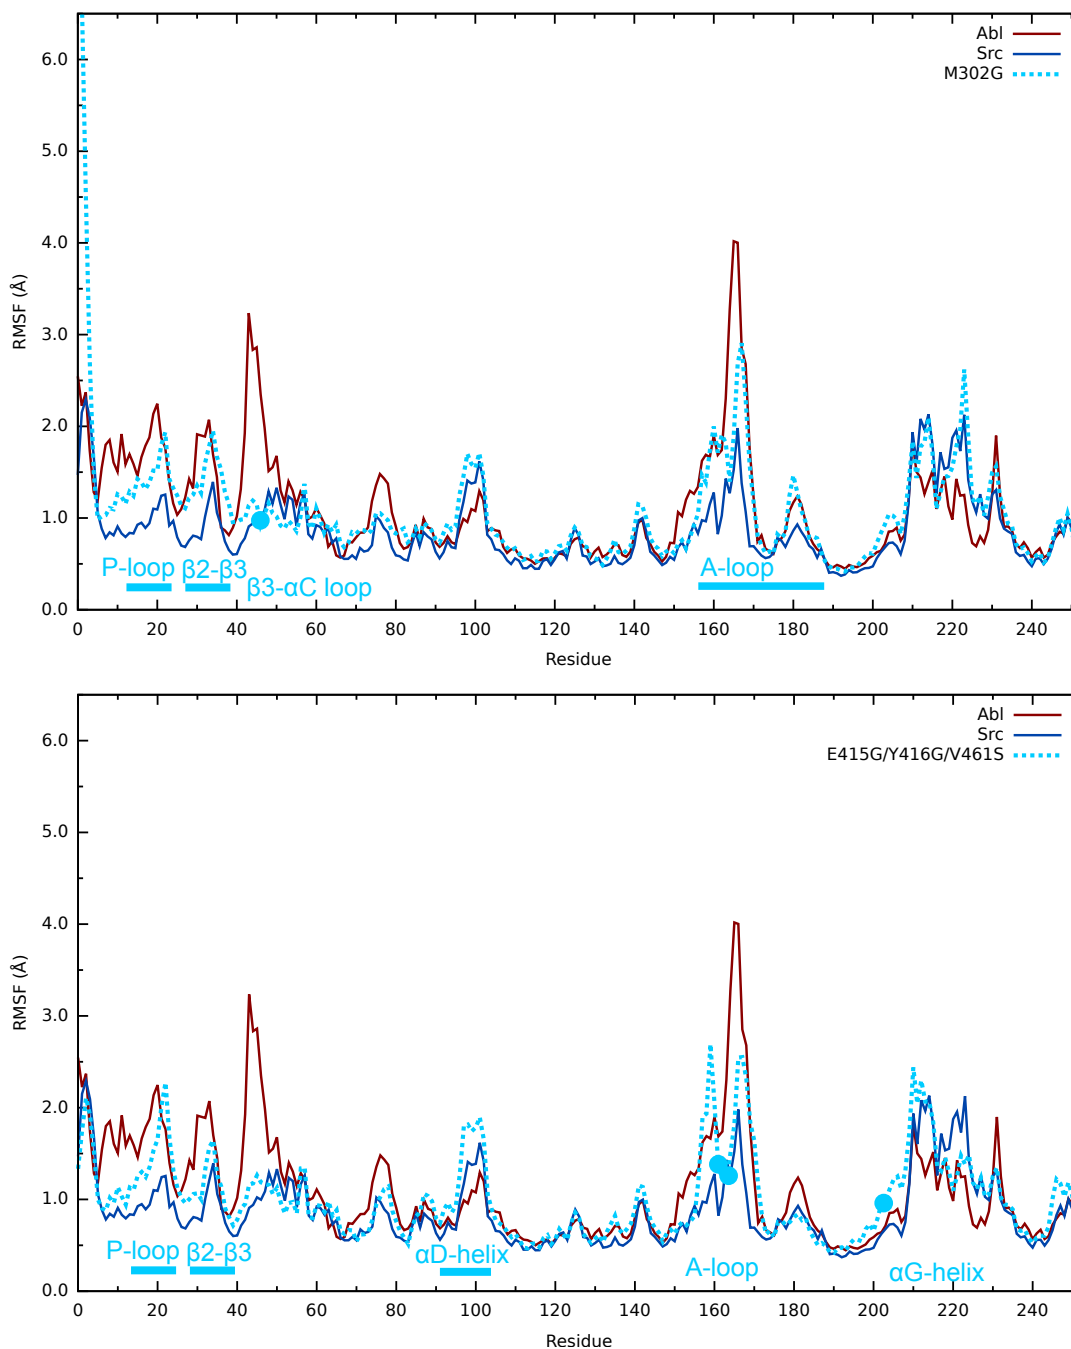 6.0
5.0
4.0
3.0
2.0
1.0
0.0
RMSF (Å)
Abl
Src
M302G
P-loop β2-β3
β3-αC loop
A-loop
0 20 40 60 80 100 120 140 160 180 200 220 240
Residue
6.0
5.0
4.0
3.0
2.0
1.0
0.0
RMSF (Å)
Abl
Src
E415G/Y416G/V461S
P-loop β2-β3
αD-helix
A-loop
αG-helix
0 20 40 60 80 100 120 140 160 180 200 220 240
Residue